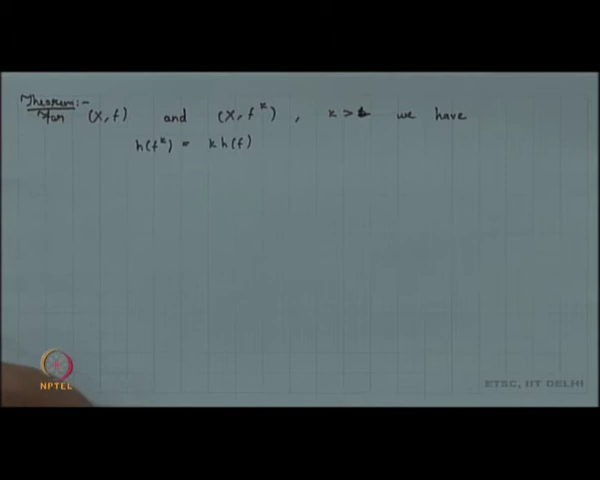 Theorem:-
For (X, f) and (X, f^k), k > we have
h(f^k) = k h(f)
NPTEL
ETSC, IIT DELHI